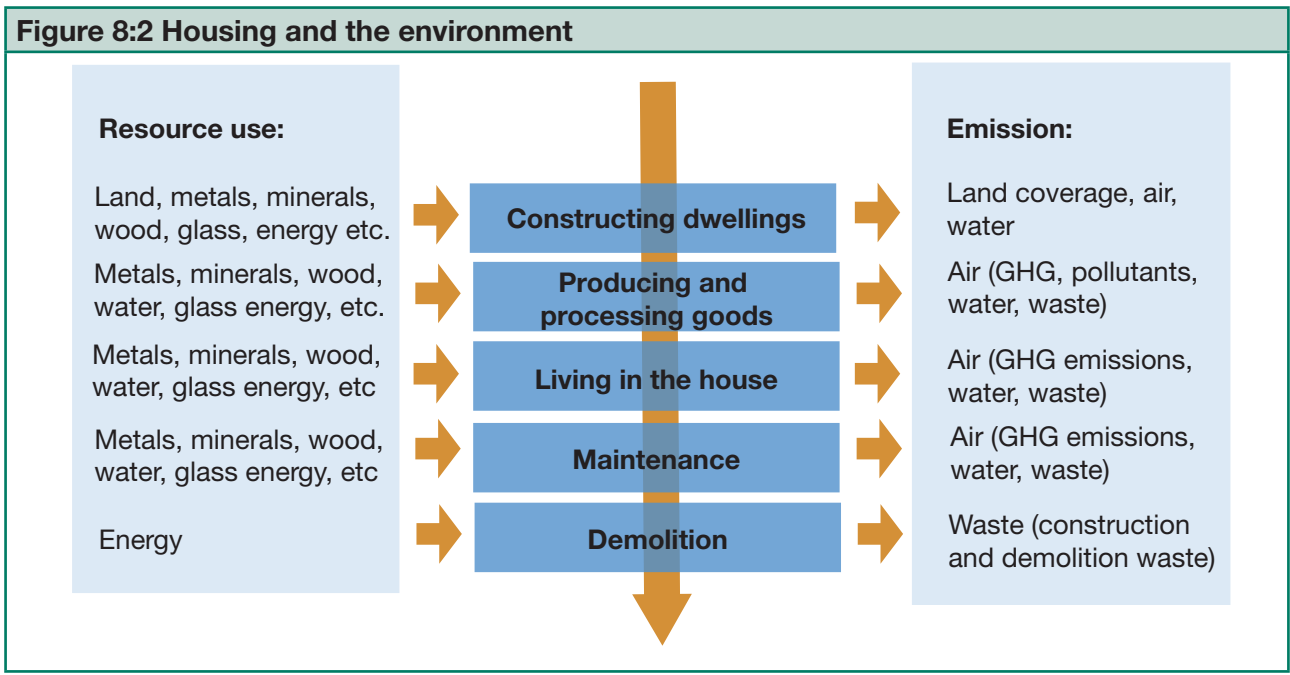 Figure 8:2 Housing and the environment
Resource use:
Emission:
Land, metals, minerals,
wood, glass, energy etc.
Constructing dwellings
Land coverage, air,
water
Metals, minerals, wood,
water, glass energy, etc.
Producing and
processing goods
Air (GHG, pollutants,
water, waste)
Metals, minerals, wood,
water, glass energy, etc
Living in the house
Air (GHG emissions,
water, waste)
Metals, minerals, wood,
water, glass energy, etc
Maintenance
Air (GHG emissions,
water, waste)
Energy
Demolition
Waste (construction
and demolition waste)